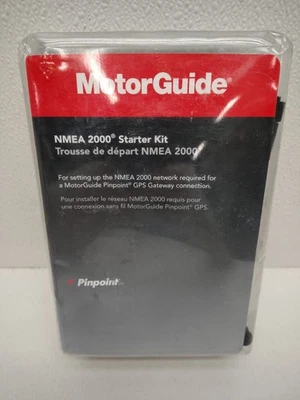 MotorGuide®
NMEA 2000® Starter Kit
Trousse de départ NMEA 2000®
For setting up the NMEA 2000 network required for
a MotorGuide Pinpoint® GPS Gateway connection.
Pour installer le réseau NMEA 2000 requis pour
une connexion sans fil MotorGuide Pinpoint® GPS.
Pinpoint